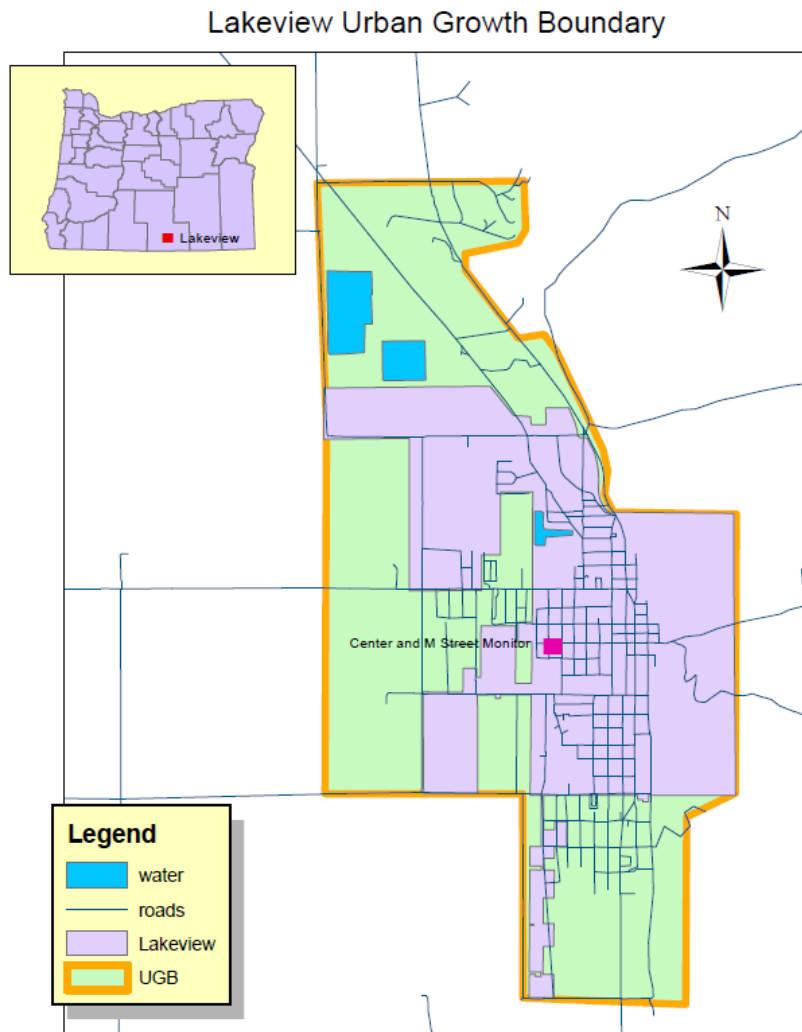 Lakeview Urban Growth Boundary
Lakeview
N
Center and M Street Monitor
Legend
water
roads
Lakeview
UGB